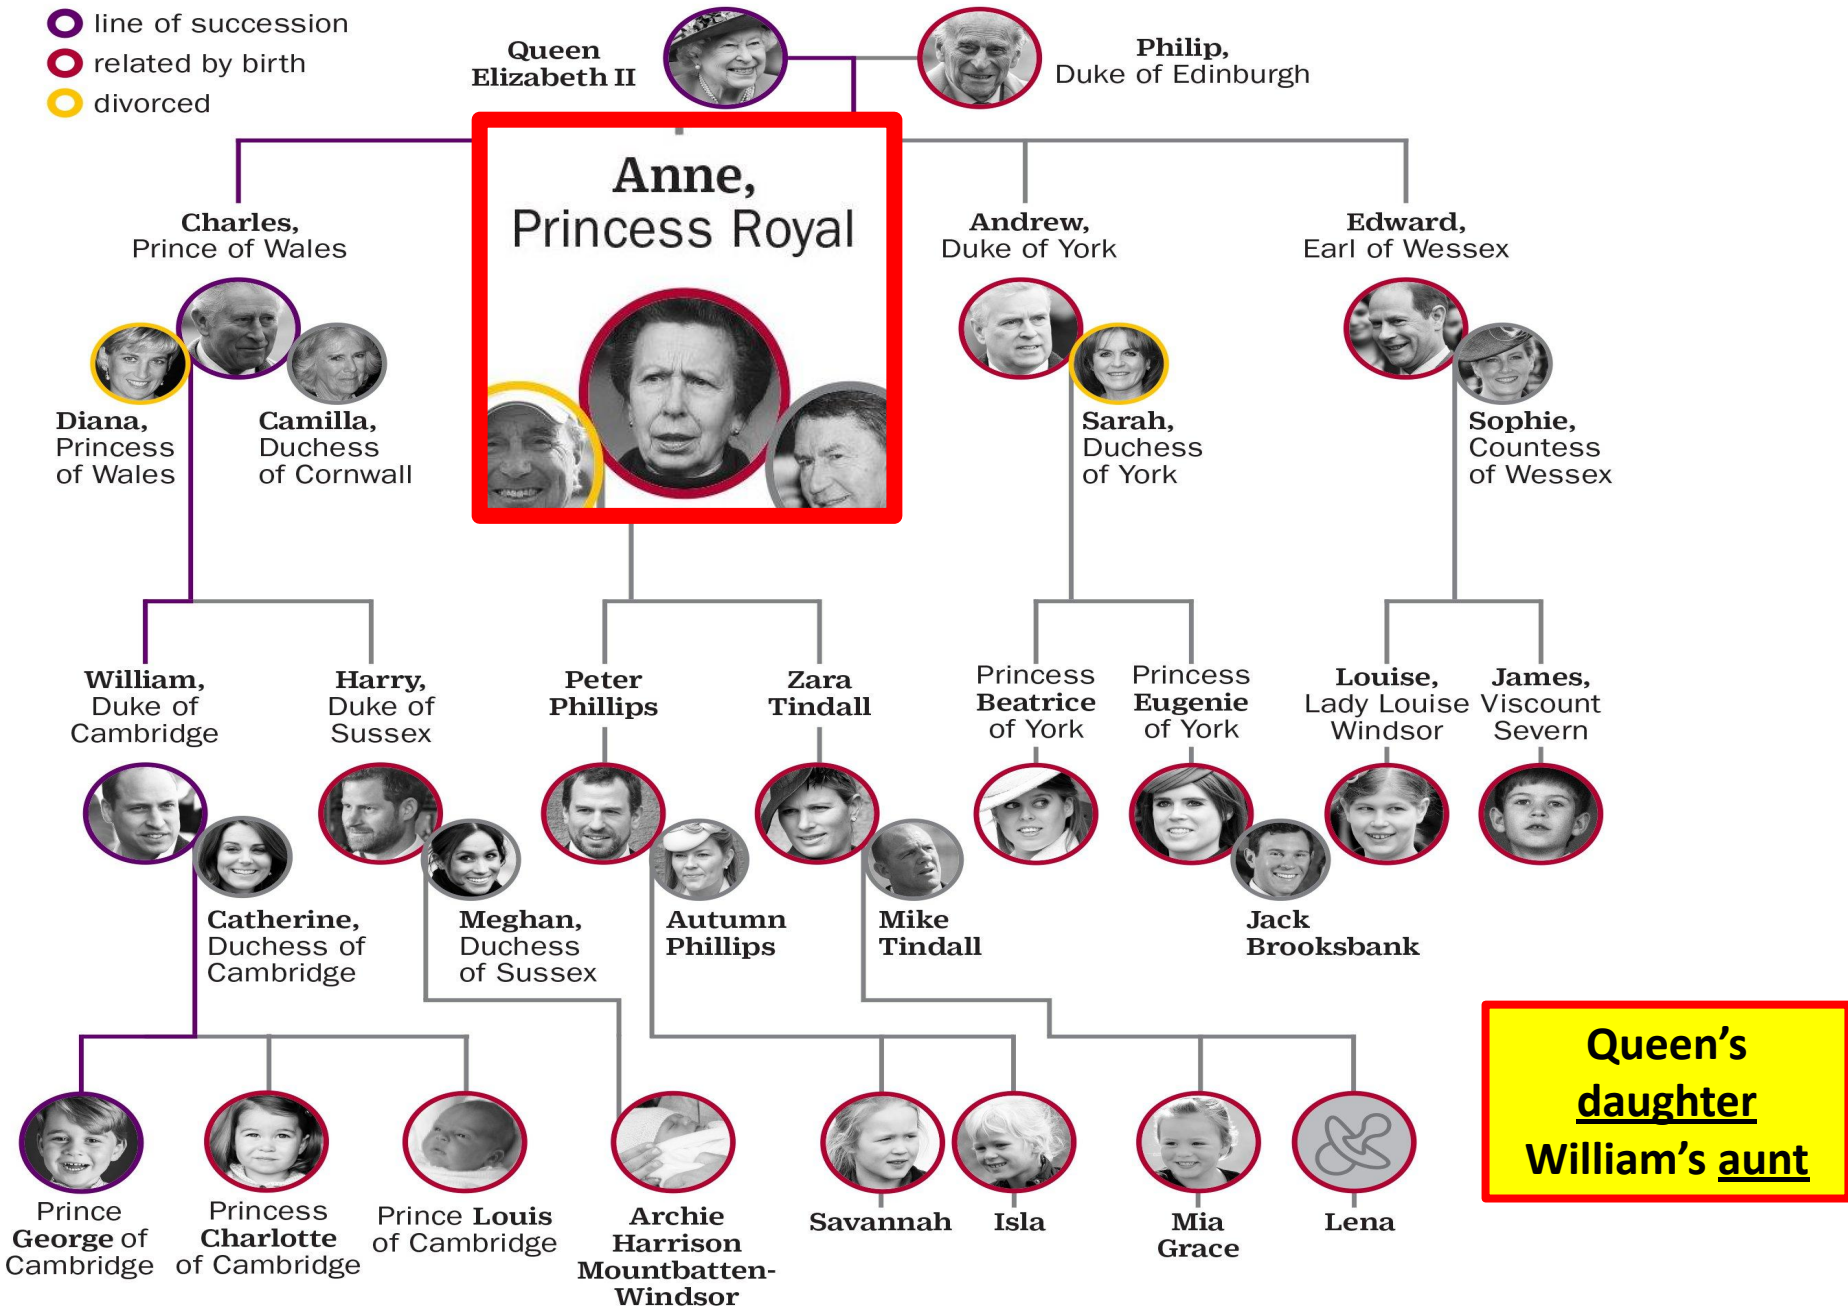 line of succession
related by birth
divorced
Queen
Elizabeth II
Philip,
Duke of Edinburgh
Charles,
Prince of Wales
Anne,
Princess Royal
Andrew,
Duke of York
Edward,
Earl of Wessex
Diana,
Princess
of Wales
Camilla,
Duchess
of Cornwall
Sarah,
Duchess
of York
Sophie,
Countess
of Wessex
William,
Duke of
Cambridge
Harry,
Duke of
Sussex
Peter
Phillips
Zara
Tindall
Princess
Beatrice
of York
Princess
Eugenie
of York
Louise,
Lady Louise
Windsor
James,
Viscount
Severn
Catherine,
Duchess of
Cambridge
Meghan,
Duchess
of Sussex
Autumn
Phillips
Mike
Tindall
Jack
Brooksbank
Prince
George of
Cambridge
Princess
Charlotte
of Cambridge
Prince Louis
of Cambridge
Archie
Harrison
Mountbatten-
Windsor
Savannah
Isla
Mia
Grace
Lena
Queen’s
daughter
William’s aunt